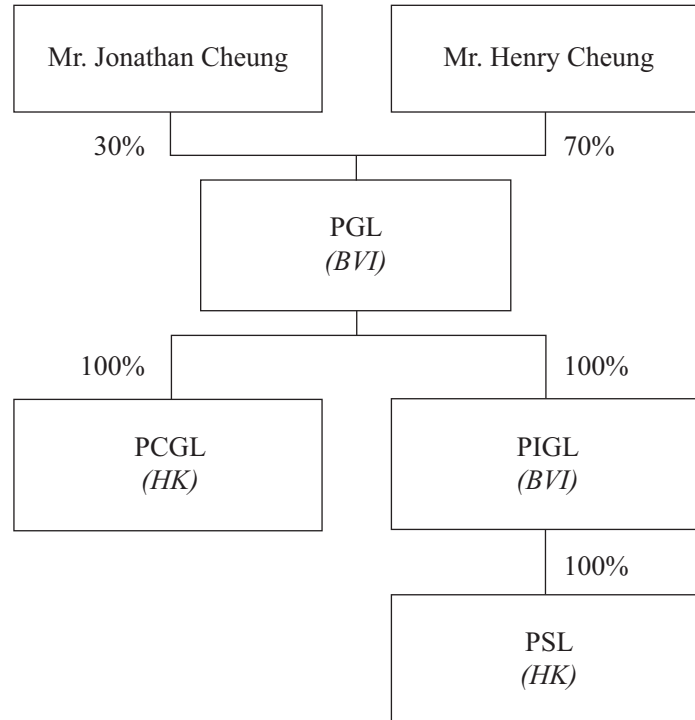 Mr. Jonathan Cheung
Mr. Henry Cheung
30%
70%
PGL
(BVI)
100%
100%
PCGL
(HK)
PIGL
(BVI)
100%
PSL
(HK)